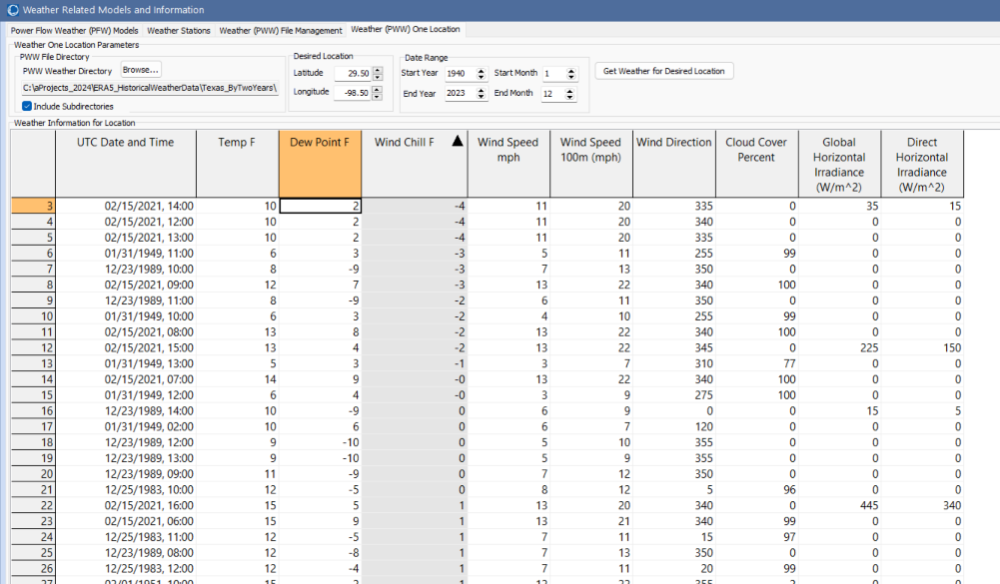 Weather Related Models and Information
Power Flow Weather (PFW) Models Weather Stations Weather (PWW) File Management Weather (PWW) One Location
Weather One Location Parameters
PWW File Directory
PWW Weather Directory Browse...
C:\aProjects_2024\ERA5_HistoricalWeatherData\Texas_ByTwoYears\
Include Subdirectories
Desired Location
Latitude 29.50
Longitude -98.50
Date Range
Start Year 1940 Start Month 1
End Year 2023 End Month 12
Get Weather for Desired Location
Weather Information for Location
UTC Date and Time Temp F Dew Point F Wind Chill F ▲ Wind Speed mph Wind Speed 100m (mph) Wind Direction Cloud Cover Percent Global Horizontal Irradiance (W/m^2) Direct Horizontal Irradiance (W/m^2)
3 02/15/2021, 14:00 10 2 -4 11 20 335 0 35 15
4 02/15/2021, 12:00 10 2 -4 11 20 340 0 0 0
5 02/15/2021, 13:00 10 2 -4 11 20 335 0 0 0
6 01/31/1949, 11:00 6 3 -3 5 11 255 99 0 0
7 12/23/1989, 10:00 8 -9 -3 7 13 350 0 0 0
8 02/15/2021, 09:00 12 7 -3 13 22 340 100 0 0
9 12/23/1989, 11:00 8 -9 -2 6 11 350 0 0 0
10 01/31/1949, 10:00 6 3 -2 4 10 255 99 0 0
11 02/15/2021, 08:00 13 8 -2 13 22 340 100 0 0
12 02/15/2021, 15:00 13 4 -2 13 22 345 0 225 150
13 01/31/1949, 13:00 5 3 -1 3 7 310 77 0 0
14 02/15/2021, 07:00 14 9 -0 13 22 340 100 0 0
15 01/31/1949, 12:00 6 4 -0 3 9 275 100 0 0
16 12/23/1989, 14:00 10 -9 0 6 9 0 0 15 5
17 01/31/1949, 02:00 10 6 0 6 7 120 0 0 0
18 12/23/1989, 12:00 9 -10 0 5 10 355 0 0 0
19 12/23/1989, 13:00 9 -10 0 5 9 355 0 0 0
20 12/23/1989, 09:00 11 -9 0 7 12 350 0 0 0
21 12/25/1983, 10:00 12 -5 0 8 12 5 96 0 0
22 02/15/2021, 16:00 15 5 1 13 20 340 0 445 340
23 02/15/2021, 06:00 15 9 1 13 21 340 99 0 0
24 12/25/1983, 11:00 12 -5 1 7 11 15 97 0 0
25 12/23/1989, 08:00 12 -8 1 7 13 350 0 0 0
26 12/25/1983, 12:00 12 -4 1 7 11 20 99 0 0
27 02/01/1951, 10:00 15 1 12 22 355